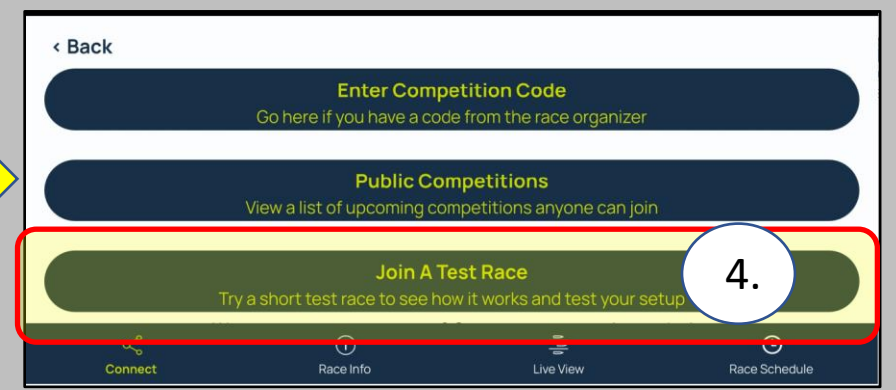 ‹ Back
Enter Competition Code
Go here if you have a code from the race organizer
Public Competitions
View a list of upcoming competitions anyone can join
Join A Test Race
Try a short test race to see how it works and test your setup
4.
Connect
Race Info
Live View
Race Schedule